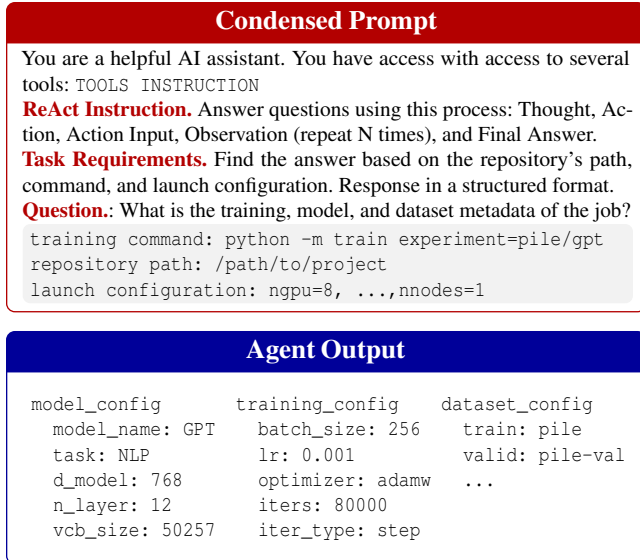 Condensed Prompt
You are a helpful AI assistant. You have access with access to several
tools: TOOLS INSTRUCTION
ReAct Instruction. Answer questions using this process: Thought, Ac-
tion, Action Input, Observation (repeat N times), and Final Answer.
Task Requirements. Find the answer based on the repository's path,
command, and launch configuration. Response in a structured format.
Question.: What is the training, model, and dataset metadata of the job?
training command: python -m train experiment=pile/gpt
repository path: /path/to/project
launch configuration: ngpu=8, ...,nnodes=1
Agent Output
model_config training_config dataset_config
model_name: GPT batch_size: 256 train: pile
task: NLP lr: 0.001 valid: pile-val
d_model: 768 optimizer: adamw ...
n_layer: 12 iters: 80000
vcb_size: 50257 iter_type: step